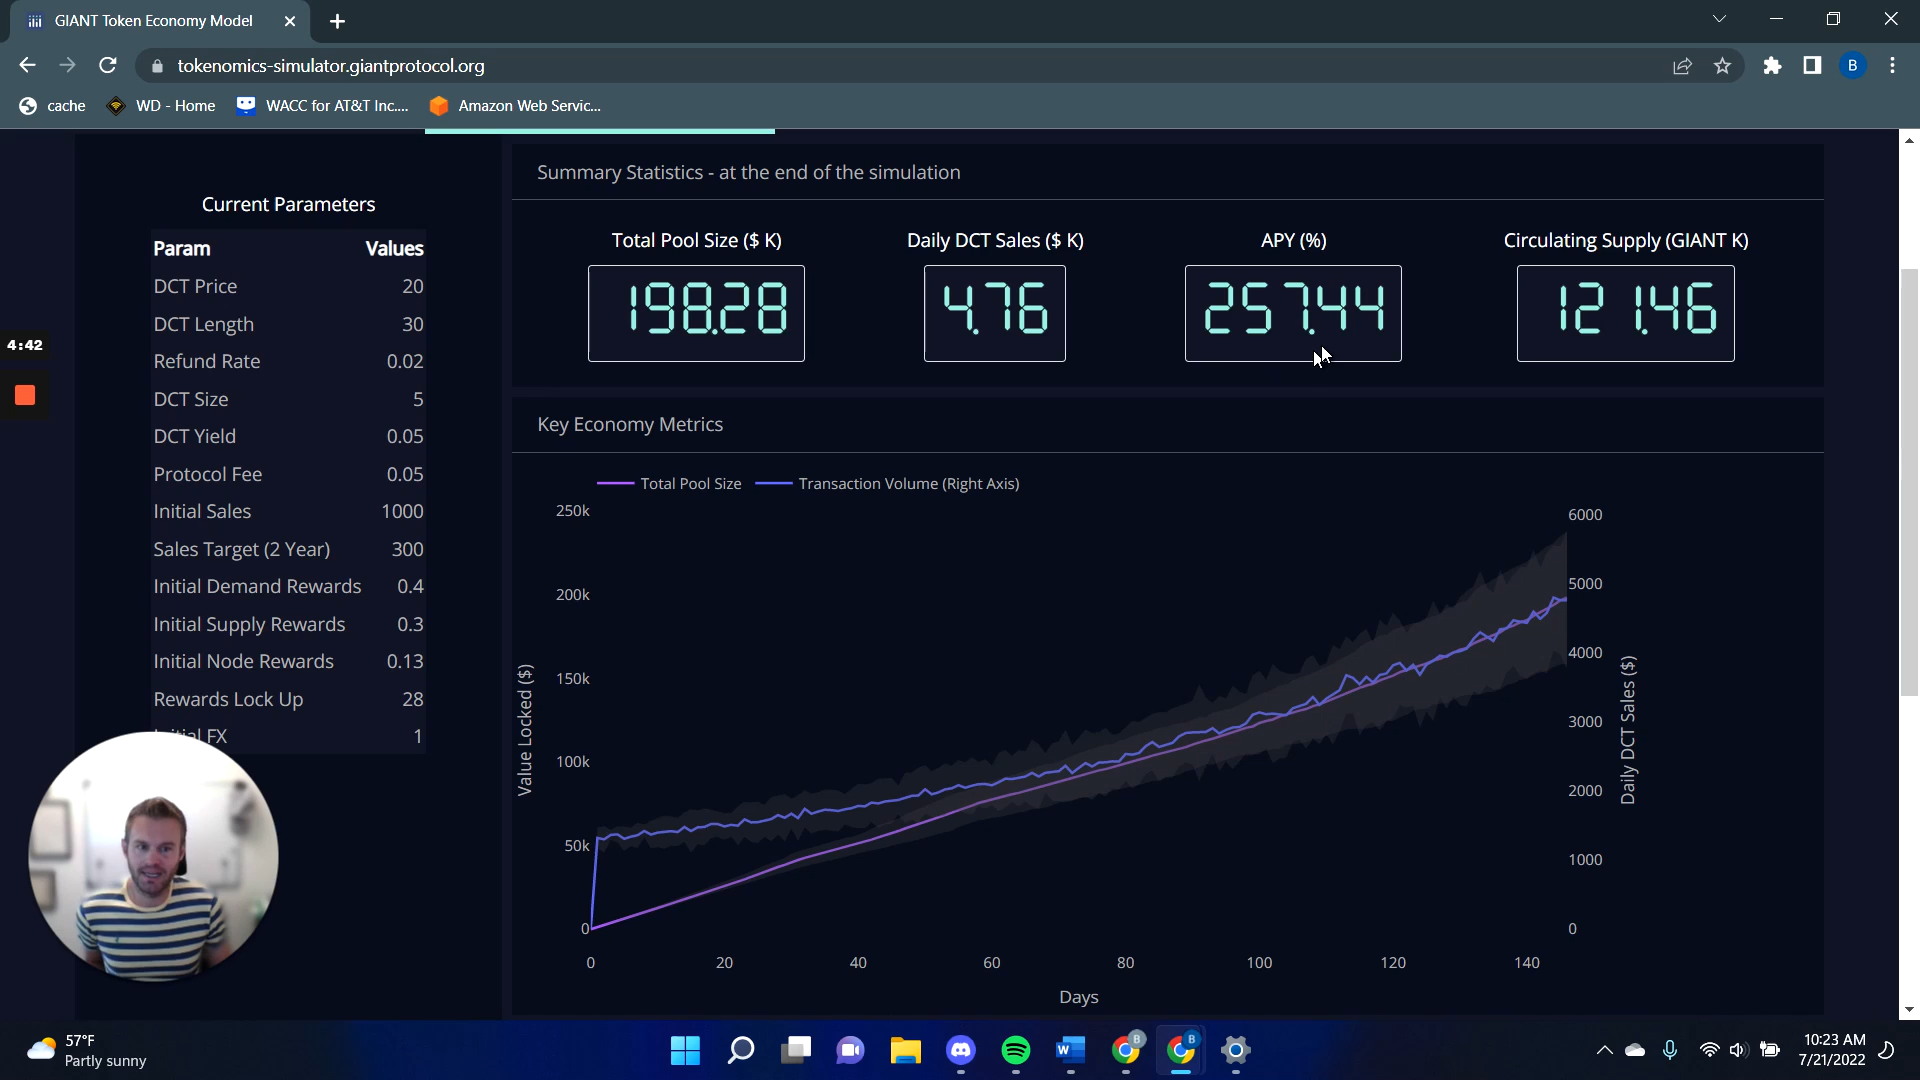 GIANT Token Economy Model
tokenomics-simulator.giantprotocol.org
B
cache
WD - Home
WACC for AT&T Inc....
Amazon Web Servic...
Summary Statistics - at the end of the simulation
Current Parameters
Param Values
DCT Price 20
DCT Length 30
Refund Rate 0.02
DCT Size 5
DCT Yield 0.05
Protocol Fee 0.05
Initial Sales 1000
Sales Target (2 Year) 300
Initial Demand Rewards 0.4
Initial Supply Rewards 0.3
Initial Node Rewards 0.13
Rewards Lock Up 28
FX 1
4:42
Total Pool Size ($ K)
198.28
Daily DCT Sales ($ K)
4.76
APY (%)
257.44
Circulating Supply (GIANT K)
121.46
Key Economy Metrics
Total Pool Size
Transaction Volume (Right Axis)
250k
200k
150k
100k
50k
0
Value Locked ($)
6000
5000
4000
3000
2000
1000
0
Daily DCT Sales ($)
0 20 40 60 80 100 120 140
Days
57°F
Partly sunny
B
B
10:23 AM
7/21/2022